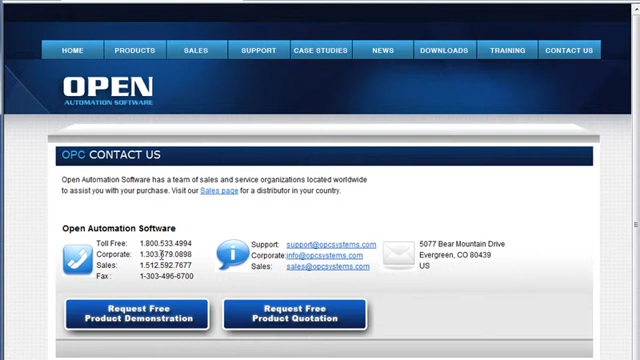 HOME PRODUCTS SALES SUPPORT CASE STUDIES NEWS DOWNLOADS TRAINING CONTACT US
OPEN
AUTOMATION SOFTWARE
OPC CONTACT US
Open Automation Software has a team of sales and service organizations located worldwide
to assist you with your purchase. Visit our Sales page for a distributor in your country.
Open Automation Software
Toll Free: 1.800.533.4994
Corporate: 1.303.679.0898
Sales: 1.512.592.7677
Fax : 1-303-496-6700
Support: support@opcsystems.com
Corporate: info@opcsystems.com
Sales: sales@opcsystems.com
5077 Bear Mountain Drive
Evergreen, CO 80439
US
Request Free
Product Demonstration
Request Free
Product Quotation